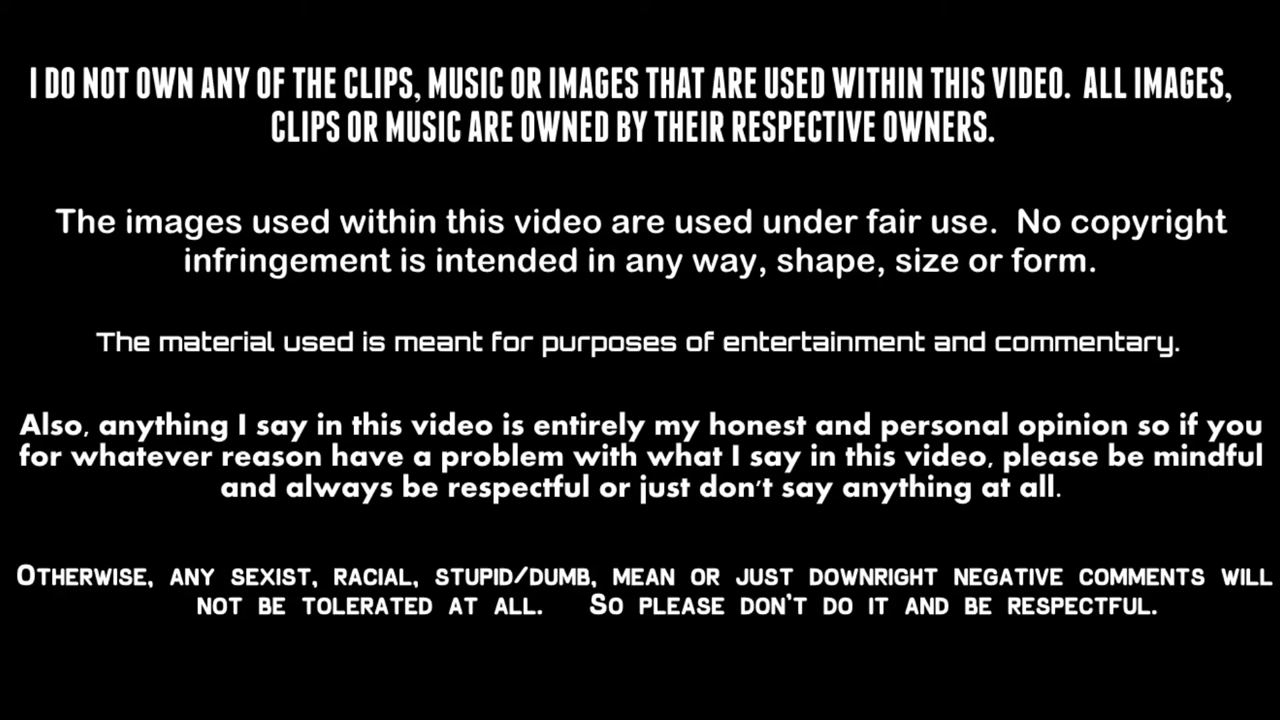 I DO NOT OWN ANY OF THE CLIPS, MUSIC OR IMAGES THAT ARE USED WITHIN THIS VIDEO.  ALL IMAGES,
CLIPS OR MUSIC ARE OWNED BY THEIR RESPECTIVE OWNERS.
The images used within this video are used under fair use.  No copyright
infringement is intended in any way, shape, size or form.
The material used is meant for purposes of entertainment and commentary.
Also, anything I say in this video is entirely my honest and personal opinion so if you
for whatever reason have a problem with what I say in this video, please be mindful
and always be respectful or just don't say anything at all.
OTHERWISE, ANY SEXIST, RACIAL, STUPID/DUMB, MEAN OR JUST DOWNRIGHT NEGATIVE COMMENTS WILL
NOT BE TOLERATED AT ALL.   SO PLEASE DON'T DO IT AND BE RESPECTFUL.